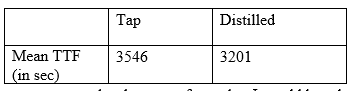 Tap Distilled
Mean TTF 3546 3201
(in sec)